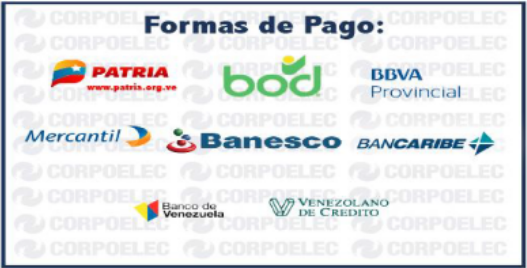 Formas de Pago:
PATRIA
www.patria.org.ve
bod
BBVA
Provincial
Mercantil
Banesco
BANCARIBE
Banco de
Venezuela
VENEZOLANO
DE CREDITO
CORPOELEC